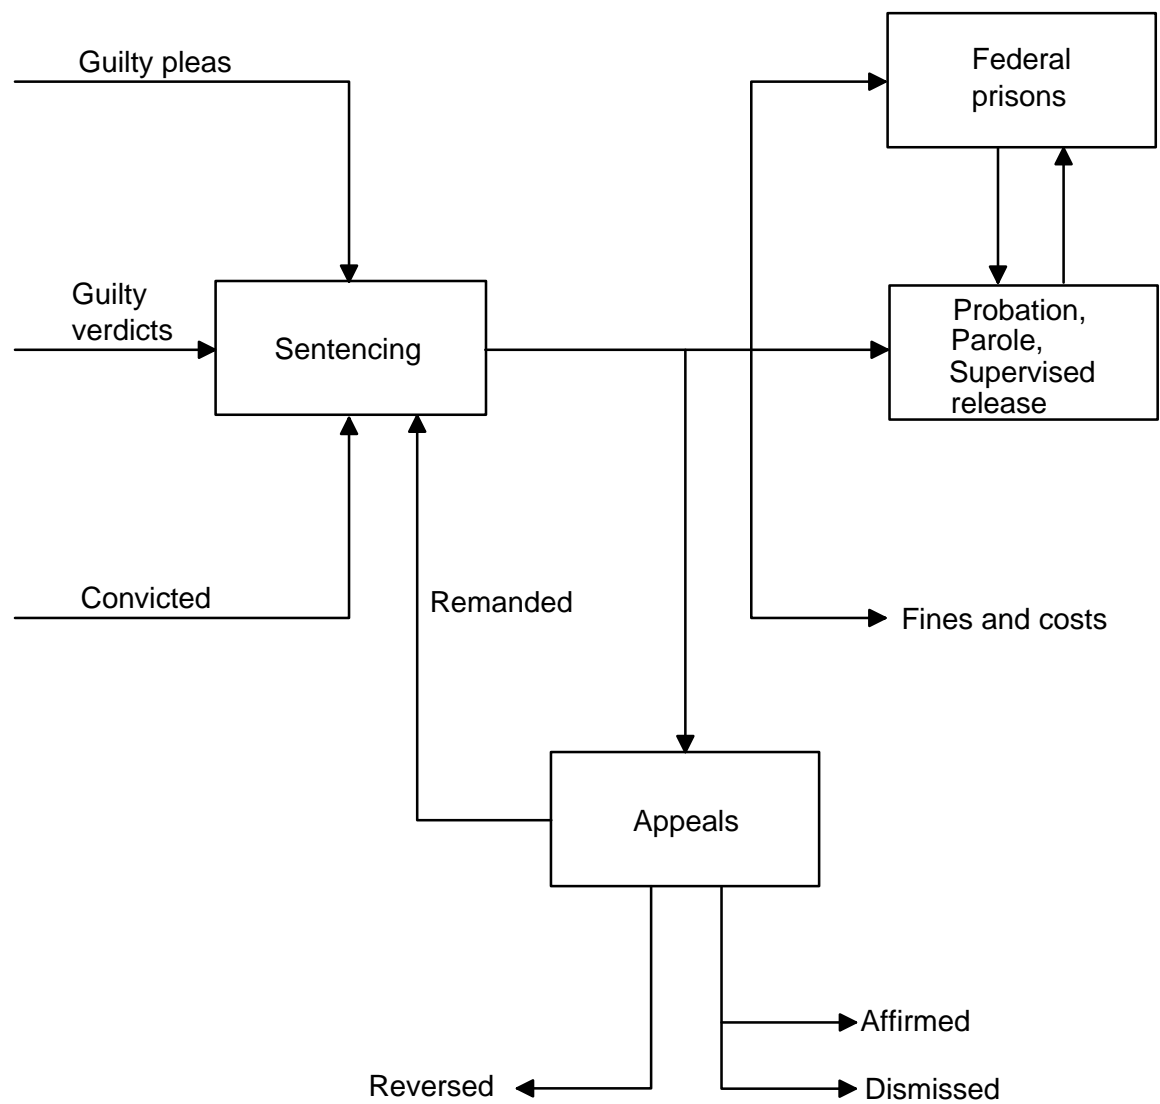 Guilty pleas
Federal
prisons
Guilty
verdicts
Sentencing
Probation,
Parole,
Supervised
release
Convicted
Remanded
Fines and costs
Appeals
Affirmed
Reversed
Dismissed